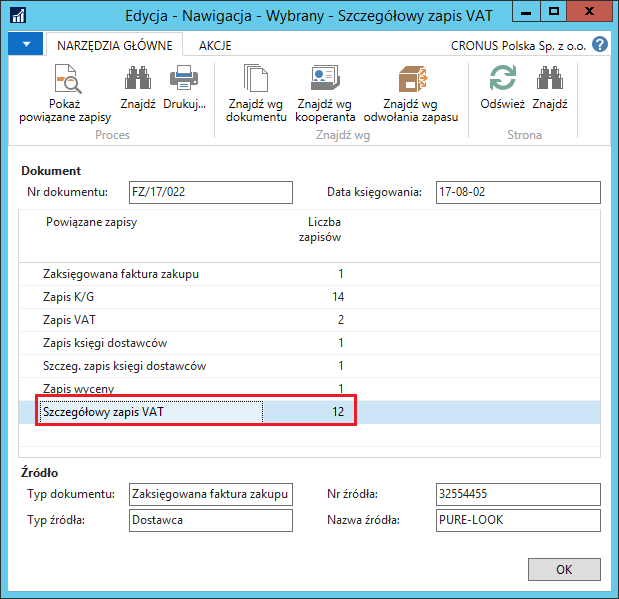 Edycja - Nawigacja - Wybrany - Szczegółowy zapis VAT
NARZĘDZIA GŁÓWNE AKCJE CRONUS Polska Sp. z o.o. ?
Pokaż powiązane zapisy
Znajdź
Drukuj...
Proces
Znajdź wg dokumentu
Znajdź wg kooperanta
Znajdź wg odwołania zapasu
Znajdź wg
Odśwież
Znajdź
Strona
Dokument
Nr dokumentu: FZ/17/022 Data księgowania: 17-08-02
Powiązane zapisy Liczba
zapisów
Zaksięgowana faktura zakupu 1
Zapis K/G 14
Zapis VAT 2
Zapis księgi dostawców 1
Szczeg. zapis księgi dostawców 1
Zapis wyceny 1
Szczegółowy zapis VAT 12
Źródło
Typ dokumentu: Zaksięgowana faktura zakupu Nr źródła: 32554455
Typ źródła: Dostawca Nazwa źródła: PURE-LOOK
OK